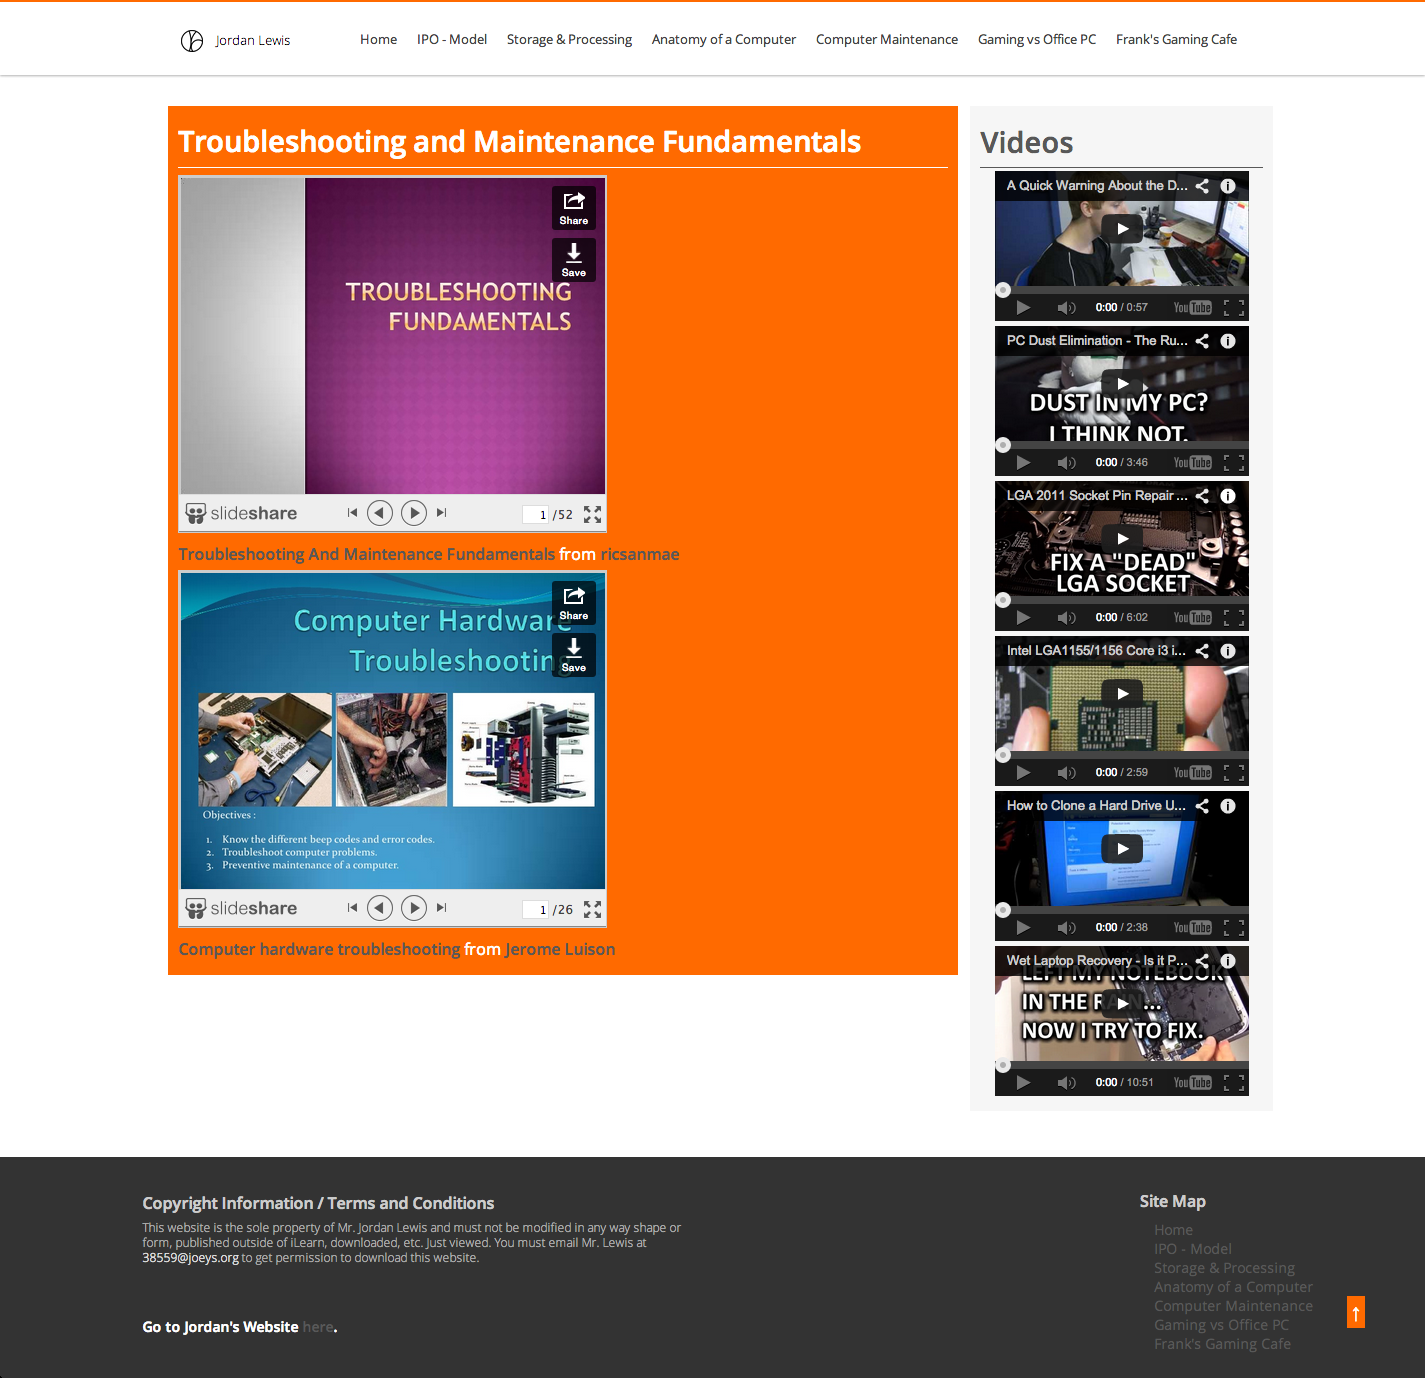 Jordan Lewis
Home IPO - Model Storage & Processing Anatomy of a Computer Computer Maintenance Gaming vs Office PC Frank's Gaming Cafe
Troubleshooting and Maintenance Fundamentals
Share
Save
TROUBLESHOOTING
FUNDAMENTALS
slideshare 1 /52
Troubleshooting And Maintenance Fundamentals from ricsanmae
Share
Save
Computer Hardware
Troubleshooting
Objectives :
1. Know the different beep codes and error codes.
2. Troubleshoot computer problems.
3. Preventive maintenance of a computer.
slideshare 1 /26
Computer hardware troubleshooting from Jerome Luison
Videos
A Quick Warning About the D...
0:00 / 0:57 YouTube
PC Dust Elimination - The Ru...
DUST IN MY PC?
I THINK NOT.
0:00 / 3:46 YouTube
LGA 2011 Socket Pin Repair ...
FIX A "DEAD"
LGA SOCKET
0:00 / 6:02 YouTube
Intel LGA1155/1156 Core i3 i...
0:00 / 2:59 YouTube
How to Clone a Hard Drive U...
0:00 / 2:38 YouTube
Wet Laptop Recovery - Is it P...
LEFT MY NOTEBOOK
IN THE RAIN...
NOW I TRY TO FIX.
0:00 / 10:51 YouTube
Copyright Information / Terms and Conditions
This website is the sole property of Mr. Jordan Lewis and must not be modified in any way shape or
form, published outside of iLearn, downloaded, etc. Just viewed. You must email Mr. Lewis at
38559@joeys.org to get permission to download this website.
Go to Jordan's Website here.
Site Map
Home
IPO - Model
Storage & Processing
Anatomy of a Computer
Computer Maintenance
Gaming vs Office PC
Frank's Gaming Cafe
↑